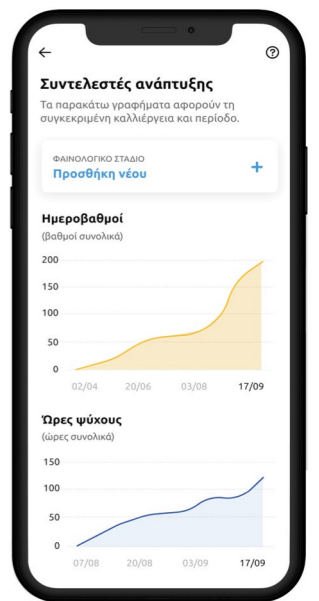 Συντελεστές ανάπτυξης
Τα παρακάτω γραφήματα αφορούν τη
συγκεκριμένη καλλιέργεια και περίοδο.
ΦΑΙΝΟΛΟΓΙΚΟ ΣΤΑΔΙΟ
Προσθήκη νέου
Ημεροβαθμοί
(βαθμοί συνολικά)
200
150
100
50
0
02/04 20/06 03/08 17/09
Ώρες ψύχους
(ώρες συνολικά)
150
100
50
0
07/08 20/08 03/09 17/09